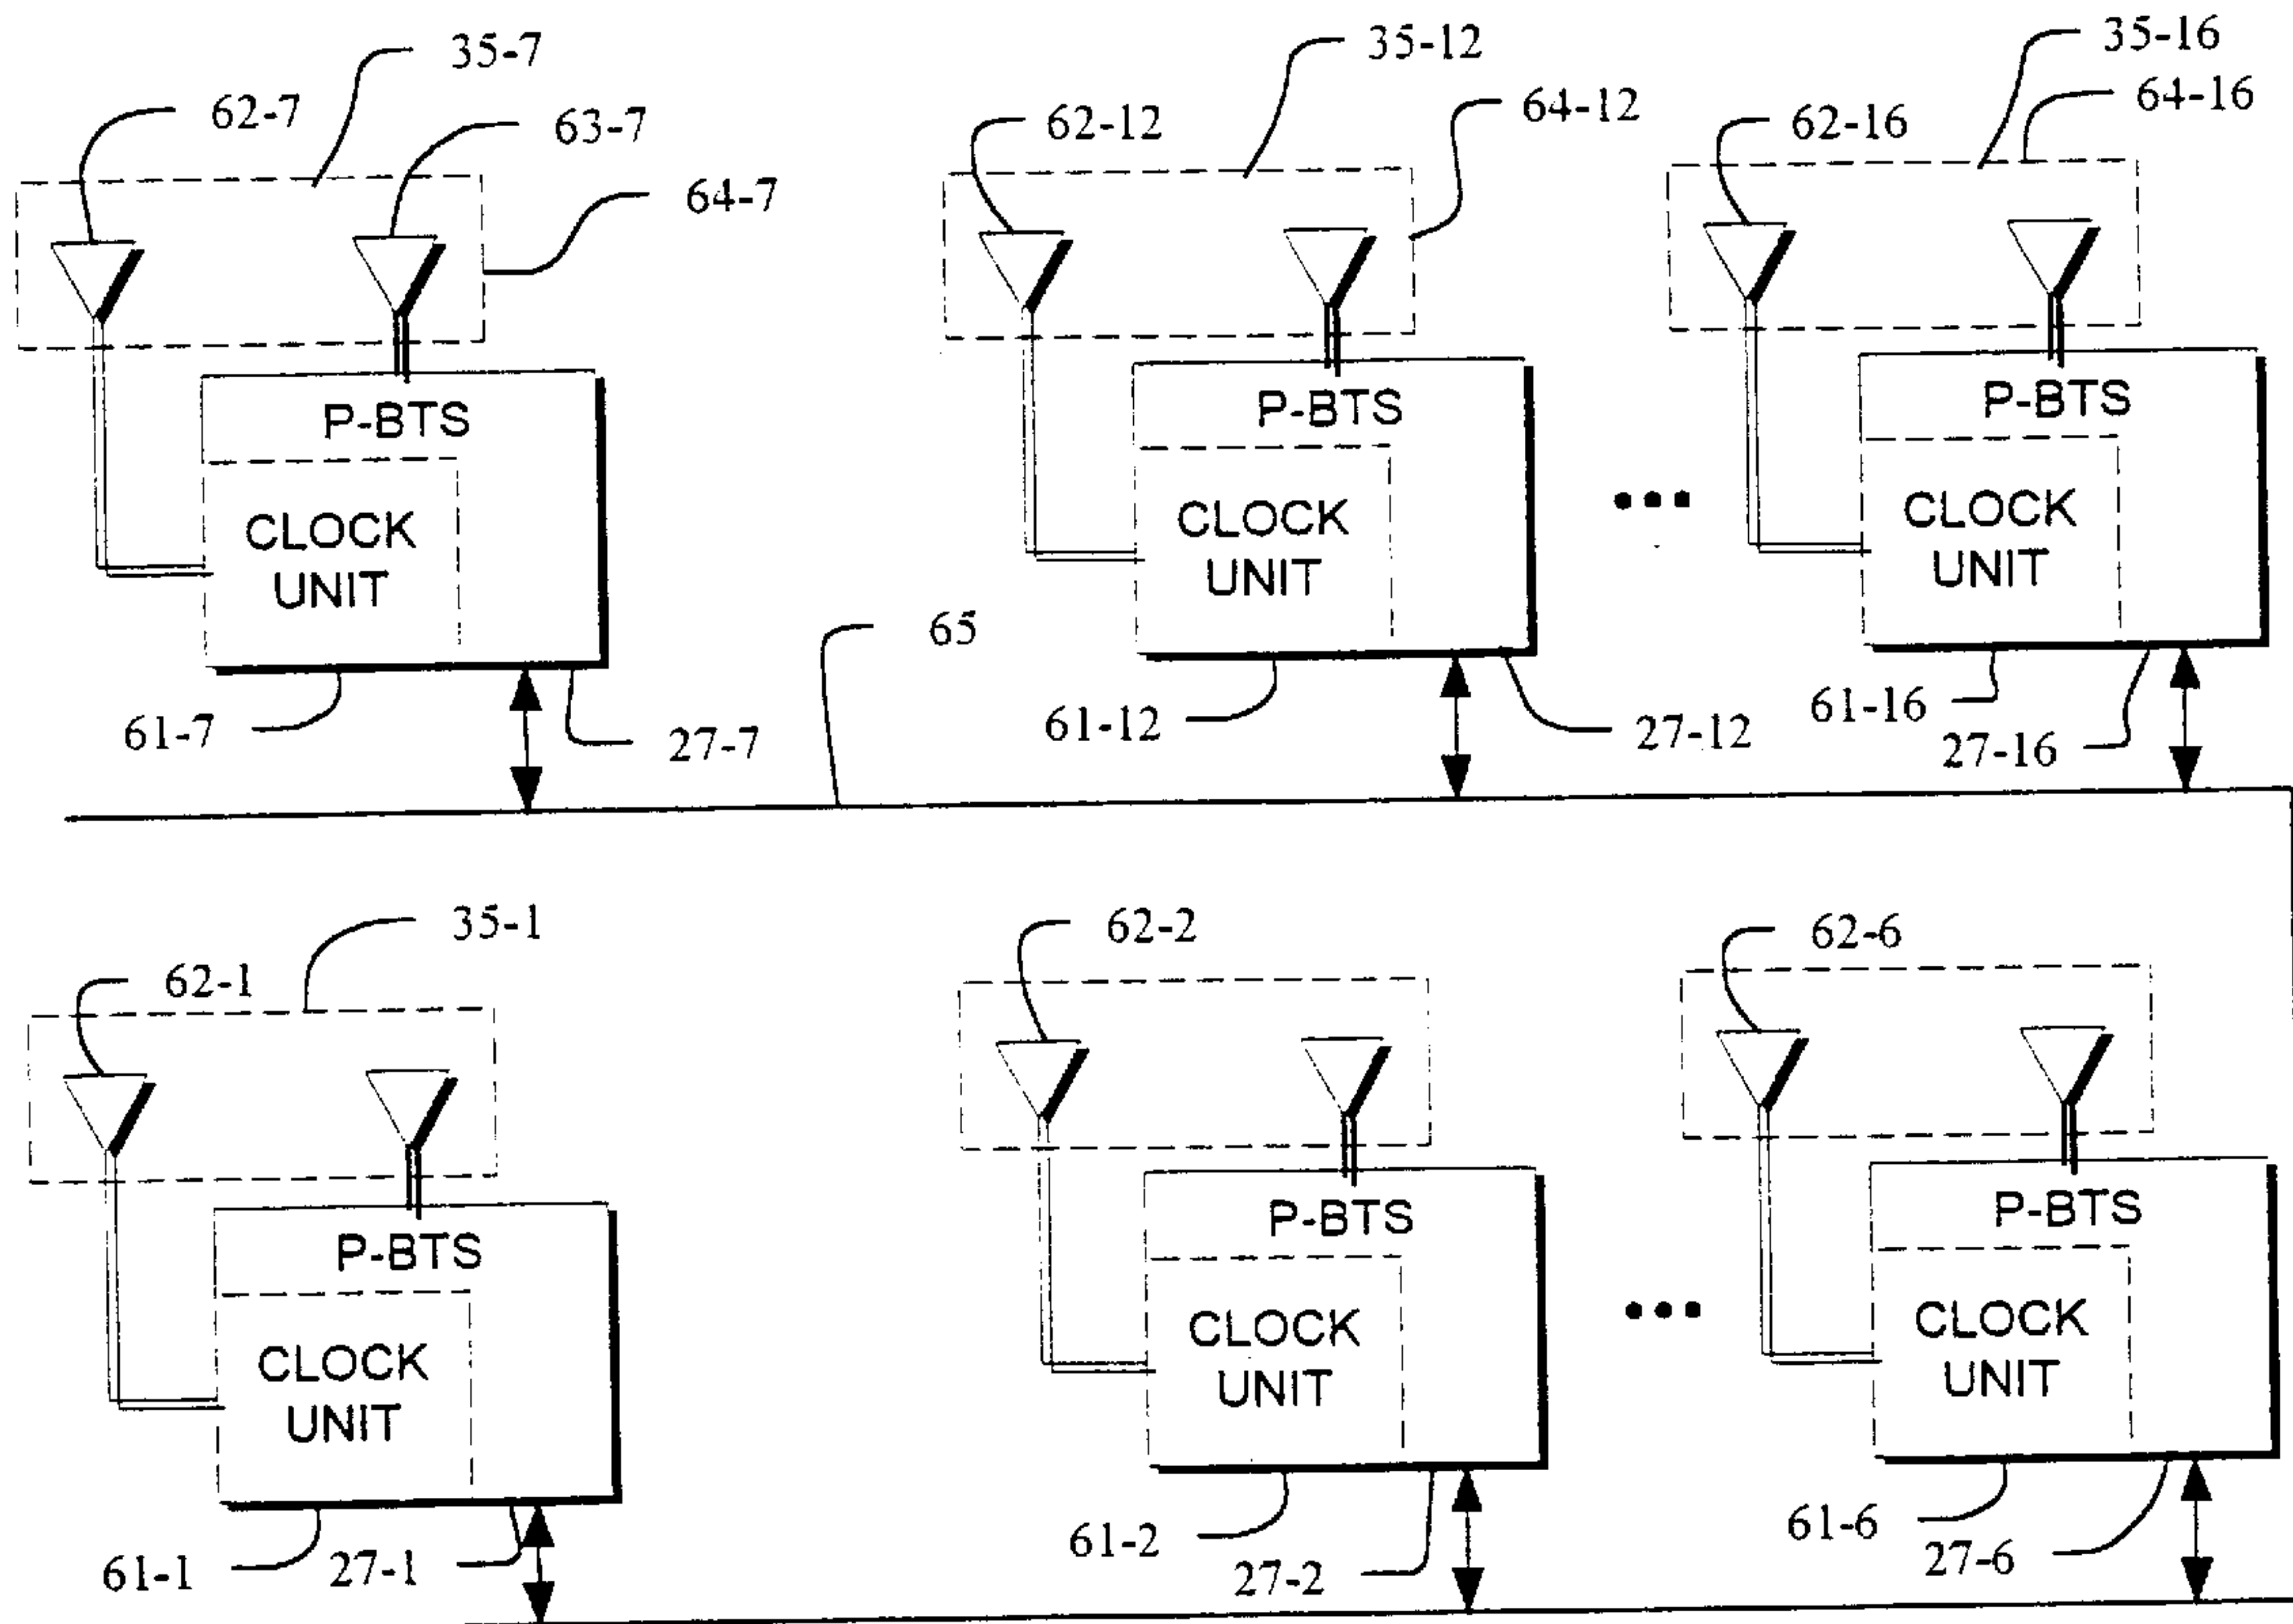 35-7
35-12
35-16
62-7
63-7
62-12
64-12
62-16
64-16
64-7
P-BTS
P-BTS
P-BTS
CLOCK
UNIT
CLOCK
UNIT
CLOCK
UNIT
65
61-7
27-7
61-12
27-12
61-16
27-16
35-1
62-2
62-6
62-1
P-BTS
P-BTS
P-BTS
CLOCK
UNIT
CLOCK
UNIT
CLOCK
UNIT
61-1
27-1
61-2
27-2
61-6
27-6